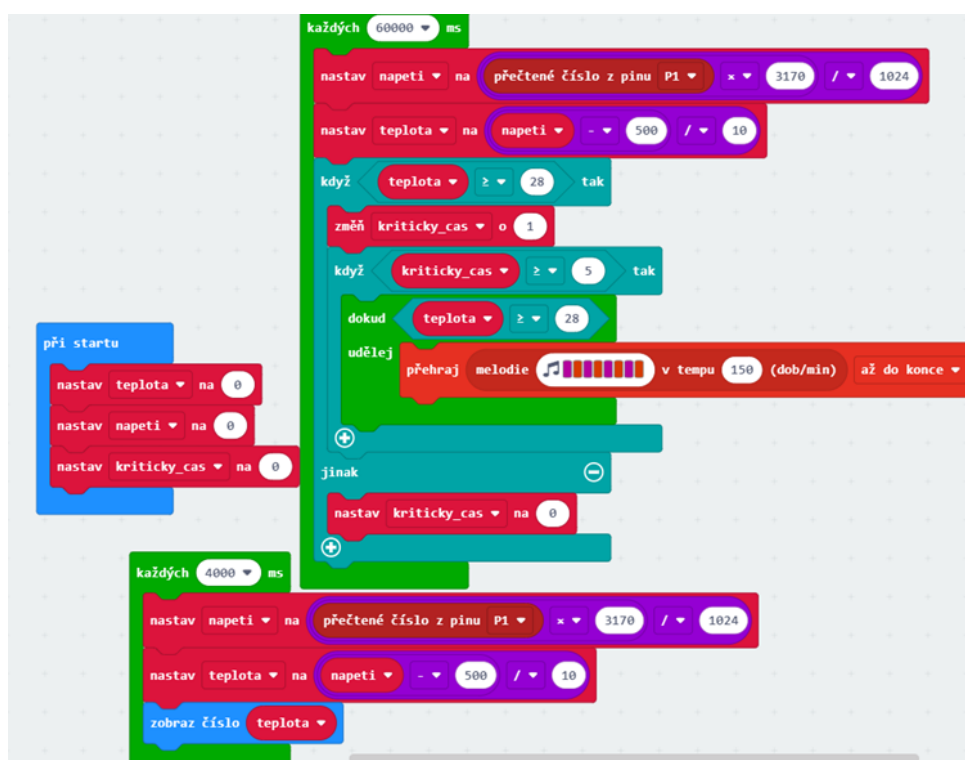 každých 60000 ms
nastav napeti na přečtené číslo z pinu P1 × 3170 / 1024
nastav teplota na napeti - 500 / 10
když teplota ≥ 28 tak
změň kriticky_cas o 1
když kriticky_cas ≥ 5 tak
dokud teplota ≥ 28
udělej přehraj melodie v tempu 150 (dob/min) až do konce
jinak
nastav kriticky_cas na 0
při startu
nastav teplota na 0
nastav napeti na 0
nastav kriticky_cas na 0
každých 4000 ms
nastav napeti na přečtené číslo z pinu P1 × 3170 / 1024
nastav teplota na napeti - 500 / 10
zobraz číslo teplota